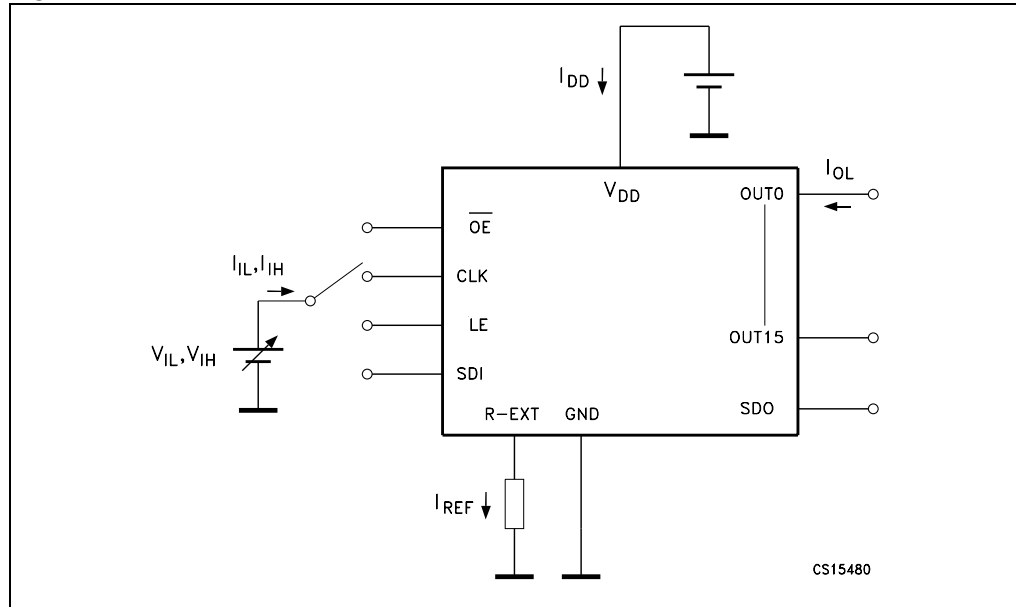 I_DD
V_DD
OUT0
I_OL
OE
I_IL,I_IH
CLK
LE
V_IL,V_IH
OUT15
SDI
SDO
R-EXT
GND
I_REF
CS15480